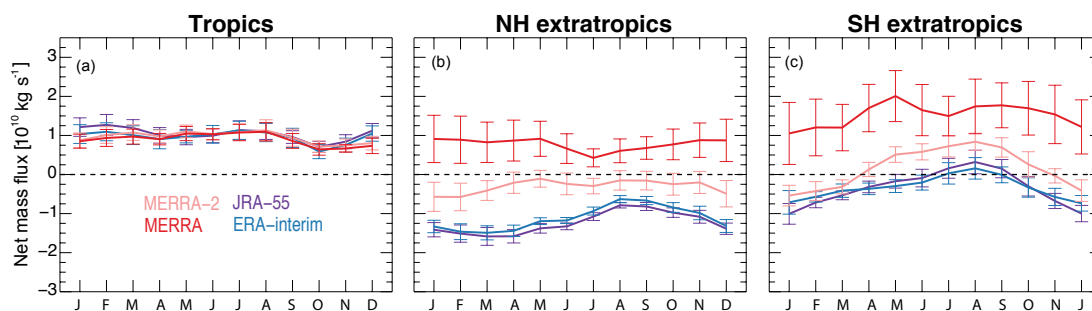 Tropics
NH extratropics
SH extratropics
Net mass flux [10¹⁰ kg s⁻¹]
3
2
1
0
−1
−2
−3
(a)
MERRA−2 JRA−55
MERRA ERA−interim
J F M A M J J A S O N D
(b)
J F M A M J J A S O N D
(c)
J F M A M J J A S O N J